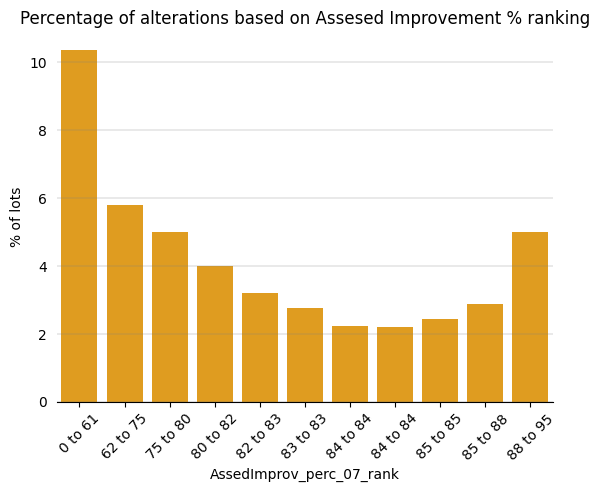 Percentage of alterations based on Assesed Improvement % ranking
% of lots
10
8
6
4
2
0
0 to 61
62 to 75
75 to 80
80 to 82
82 to 83
83 to 83
84 to 84
84 to 84
85 to 85
85 to 88
88 to 95
AssedImprov_perc_07_rank